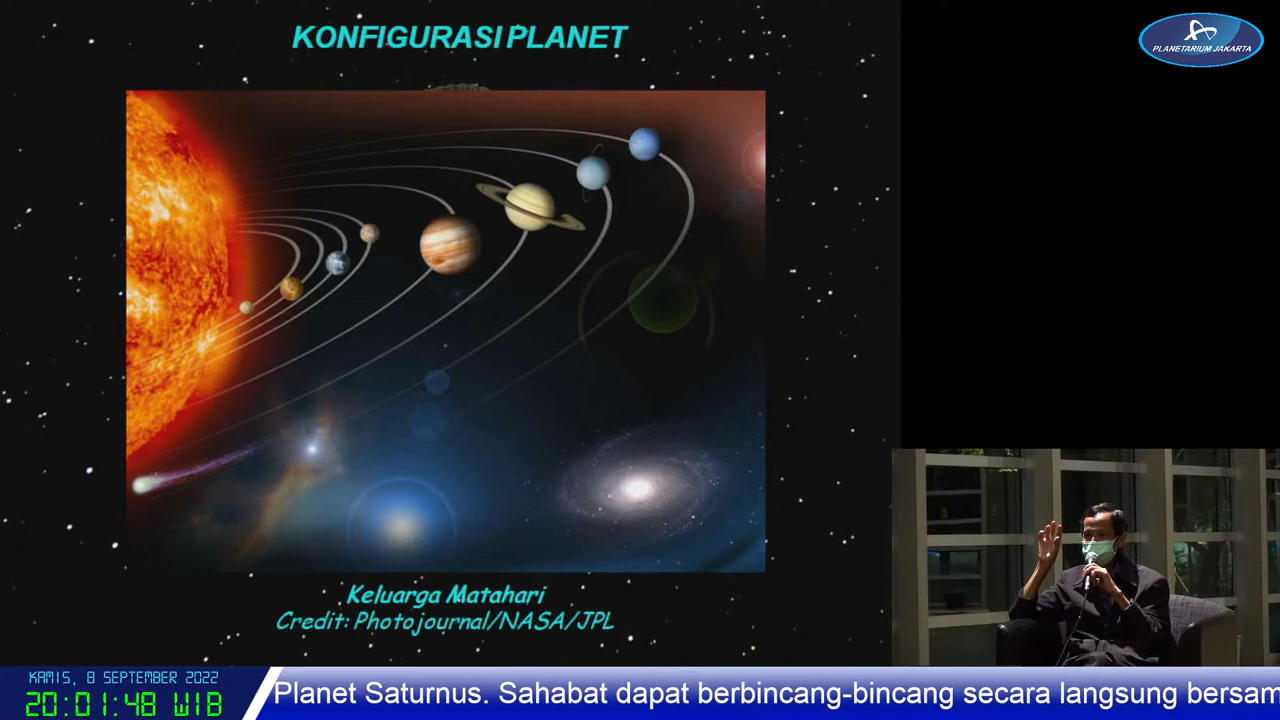 KONFIGURASI PLANET
PLANETARIUM JAKARTA
Keluarga Matahari
Credit: Photojournal/NASA/JPL
KAMIS, 8 SEPTEMBER 2022
20:01:48 WIB
Planet Saturnus. Sahabat dapat berbincang-bincang secara langsung bersam